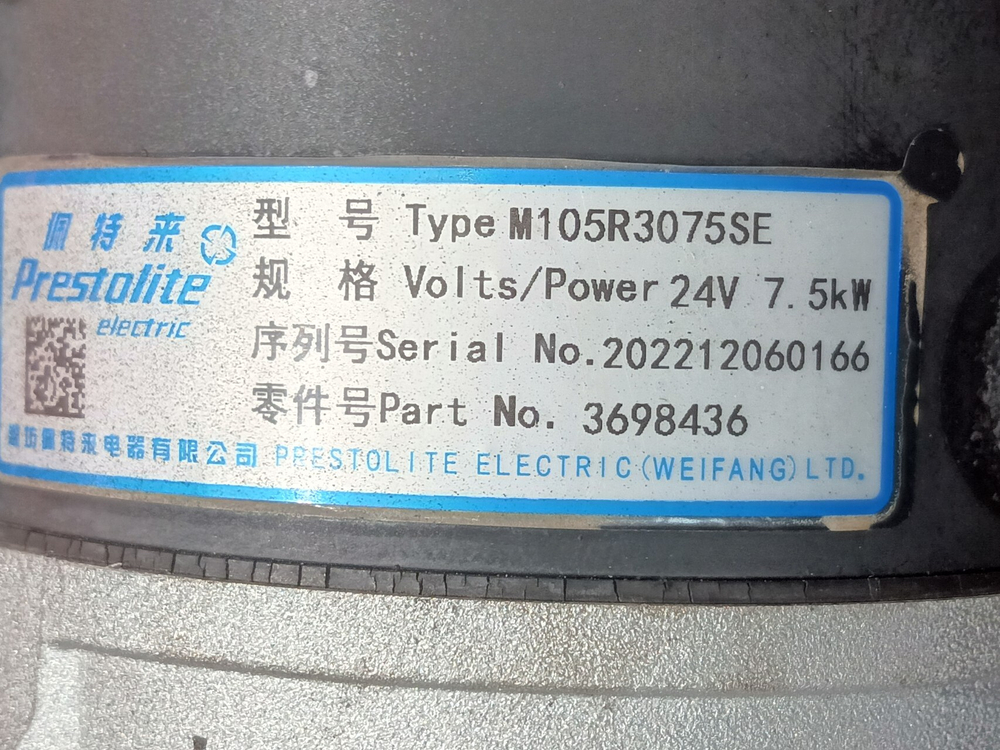 佩特来
Prestolite
electric
型 号 Type M105R3075SE
规 格 Volts/Power 24V 7.5kW
序列号Serial No.202212060166
零件号Part No. 3698436
潍坊佩特来电器有限公司 PRESTOLITE ELECTRIC(WEIFANG)LTD.